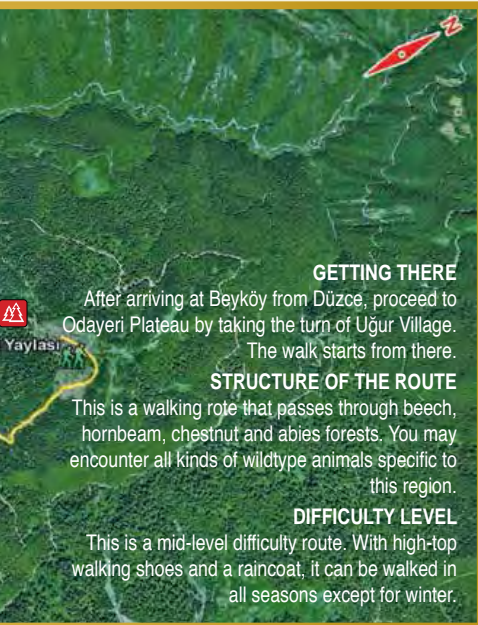 N
GETTING THERE
After arriving at Beyköy from Düzce, proceed to
Odayeri Plateau by taking the turn of Uğur Village.
The walk starts from there.
Yaylası
STRUCTURE OF THE ROUTE
This is a walking rote that passes through beech,
hornbeam, chestnut and abies forests. You may
encounter all kinds of wildtype animals specific to
this region.
DIFFICULTY LEVEL
This is a mid-level difficulty route. With high-top
walking shoes and a raincoat, it can be walked in
all seasons except for winter.